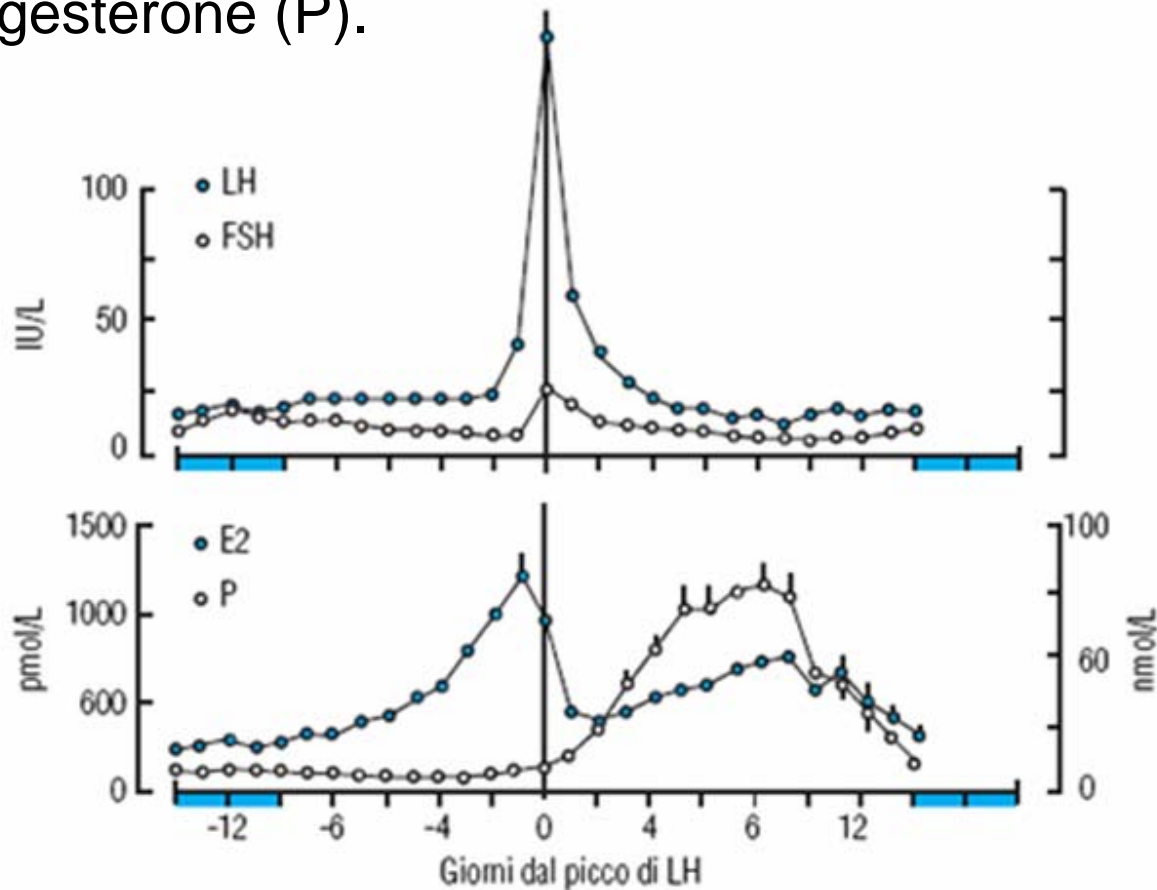 gesterone (P).
100
LH
FSH
50
IU/L
0
1500
E2
100
P
1000
pmol/L
60
nmol/L
600
0
0
-12 -6 -4 0 4 6 12
Giorni dal picco di LH